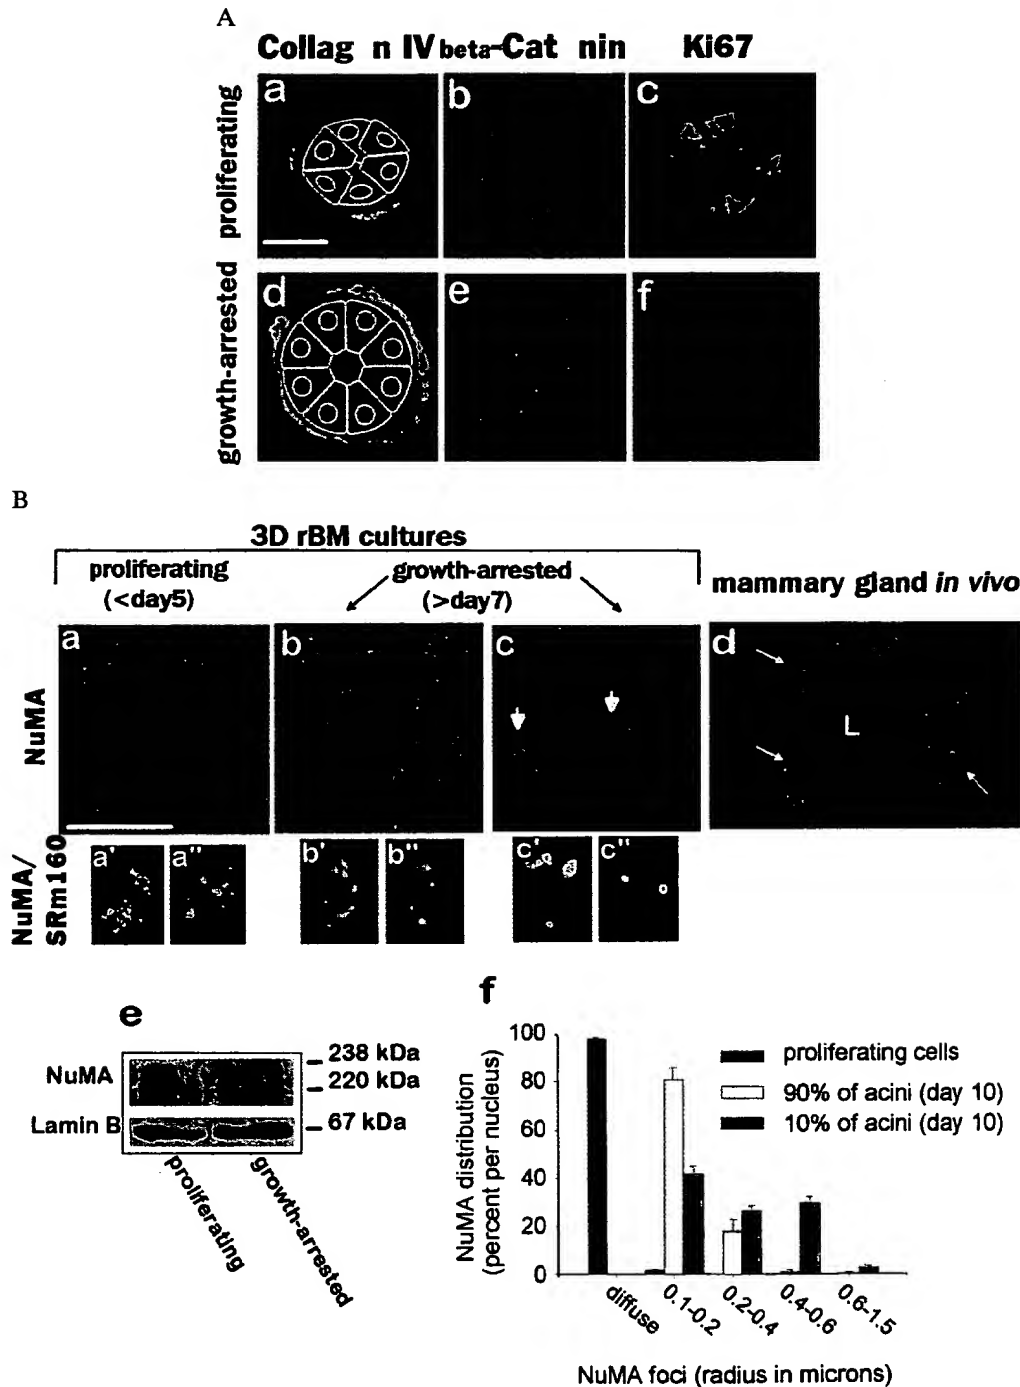 A
Collag n IV beta-Cat nin Ki67
proliferating
a b c
growth-arrested
d e f
B
3D rBM cultures
proliferating
(<day5)
growth-arrested
(>day7)
mammary gland in vivo
NuMA
a b c d
L
NuMA/
SRm160
a' a" b' b" c' c"
e
NuMA
238 kDa
220 kDa
Lamin B
67 kDa
proliferating
growth-arrested
f
NuMA distribution
(percent per nucleus)
100
80
60
40
20
0
proliferating cells
90% of acini (day 10)
10% of acini (day 10)
diffuse
0.1-0.2
0.2-0.4
0.4-0.6
0.6-1.5
NuMA foci (radius in microns)